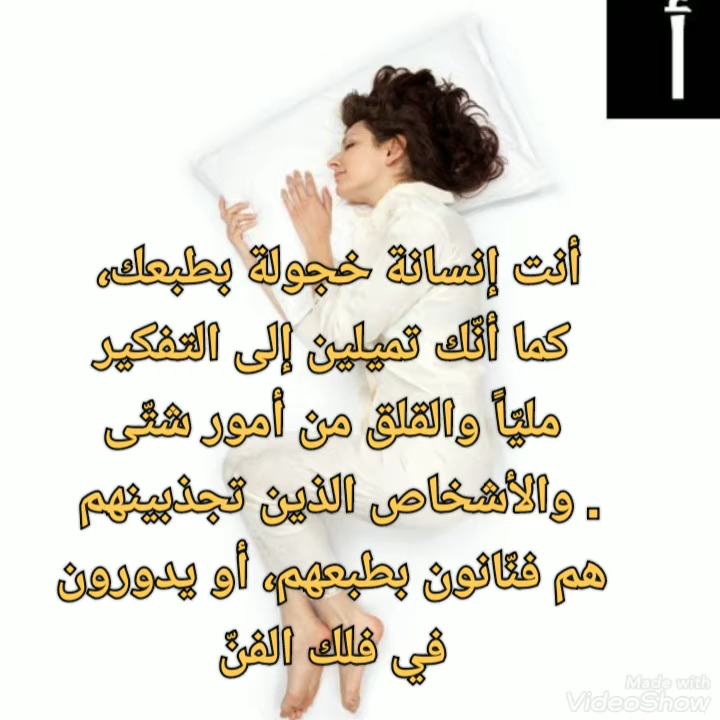 أ
أنت إنسانة خجولة بطبعك،
كما أنّك تميلين إلى التفكير
مليّاً والقلق من أمور شتّى
. والأشخاص الذين تجذبينهم
هم فنّانون بطبعهم، أو يدورون
في فلك الفنّ
Made with
VideoShow